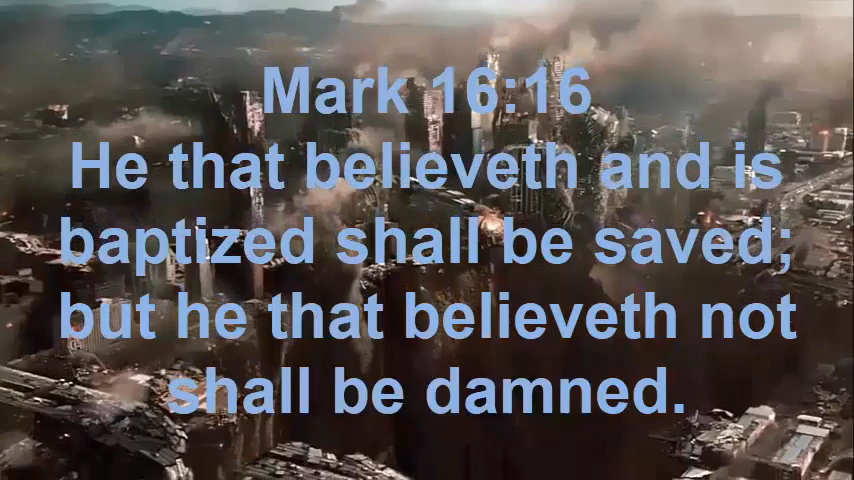 Mark 16:16
He that believeth and is
baptized shall be saved;
but he that believeth not
shall be damned.